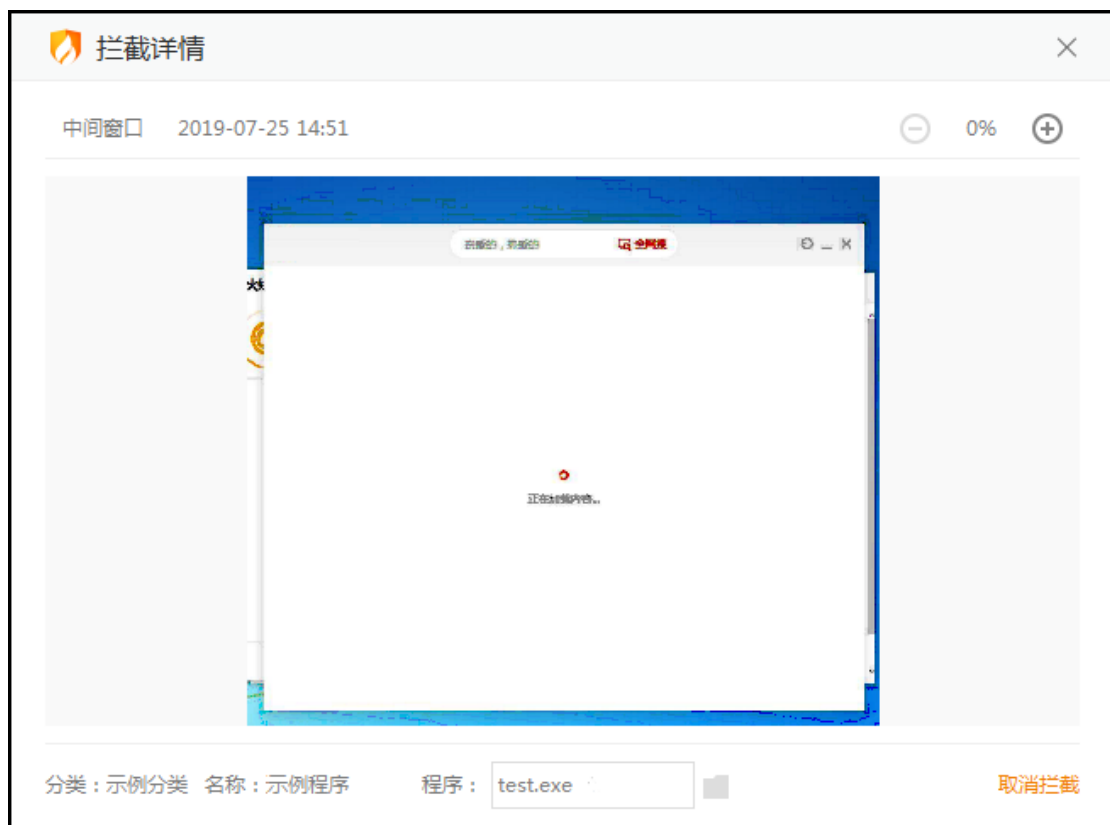 拦截详情
中间窗口 2019-07-25 14:51 0%
全网搜
正在加载内容...
分类：示例分类 名称：示例程序 程序： test.exe 取消拦截